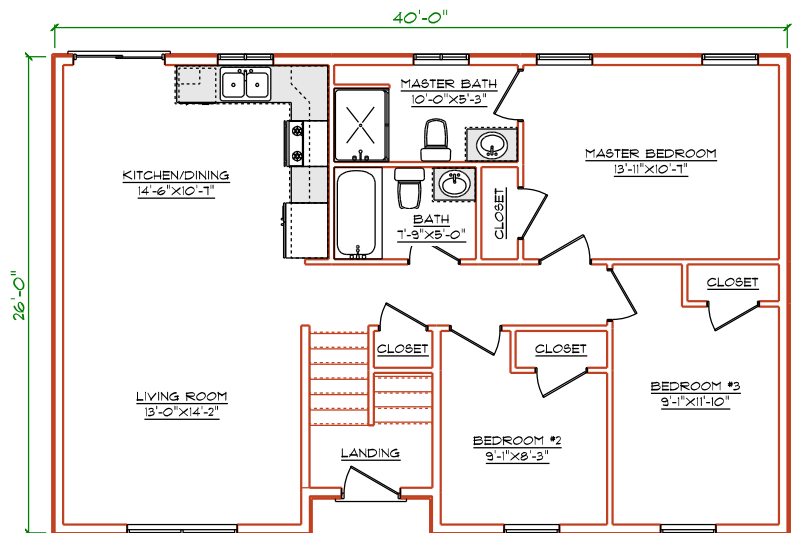 40'-0"
26'-0"
MASTER BATH
10'-0"X5'-3"
KITCHEN/DINING
14'-6"X10'-7"
MASTER BEDROOM
13'-11"X10'-7"
CLOSET
BATH
7'-9"X5'-0"
CLOSET
CLOSET
CLOSET
LIVING ROOM
13'-0"X14'-2"
BEDROOM #3
9'-1"X11'-10"
LANDING
BEDROOM #2
9'-1"X8'-3"